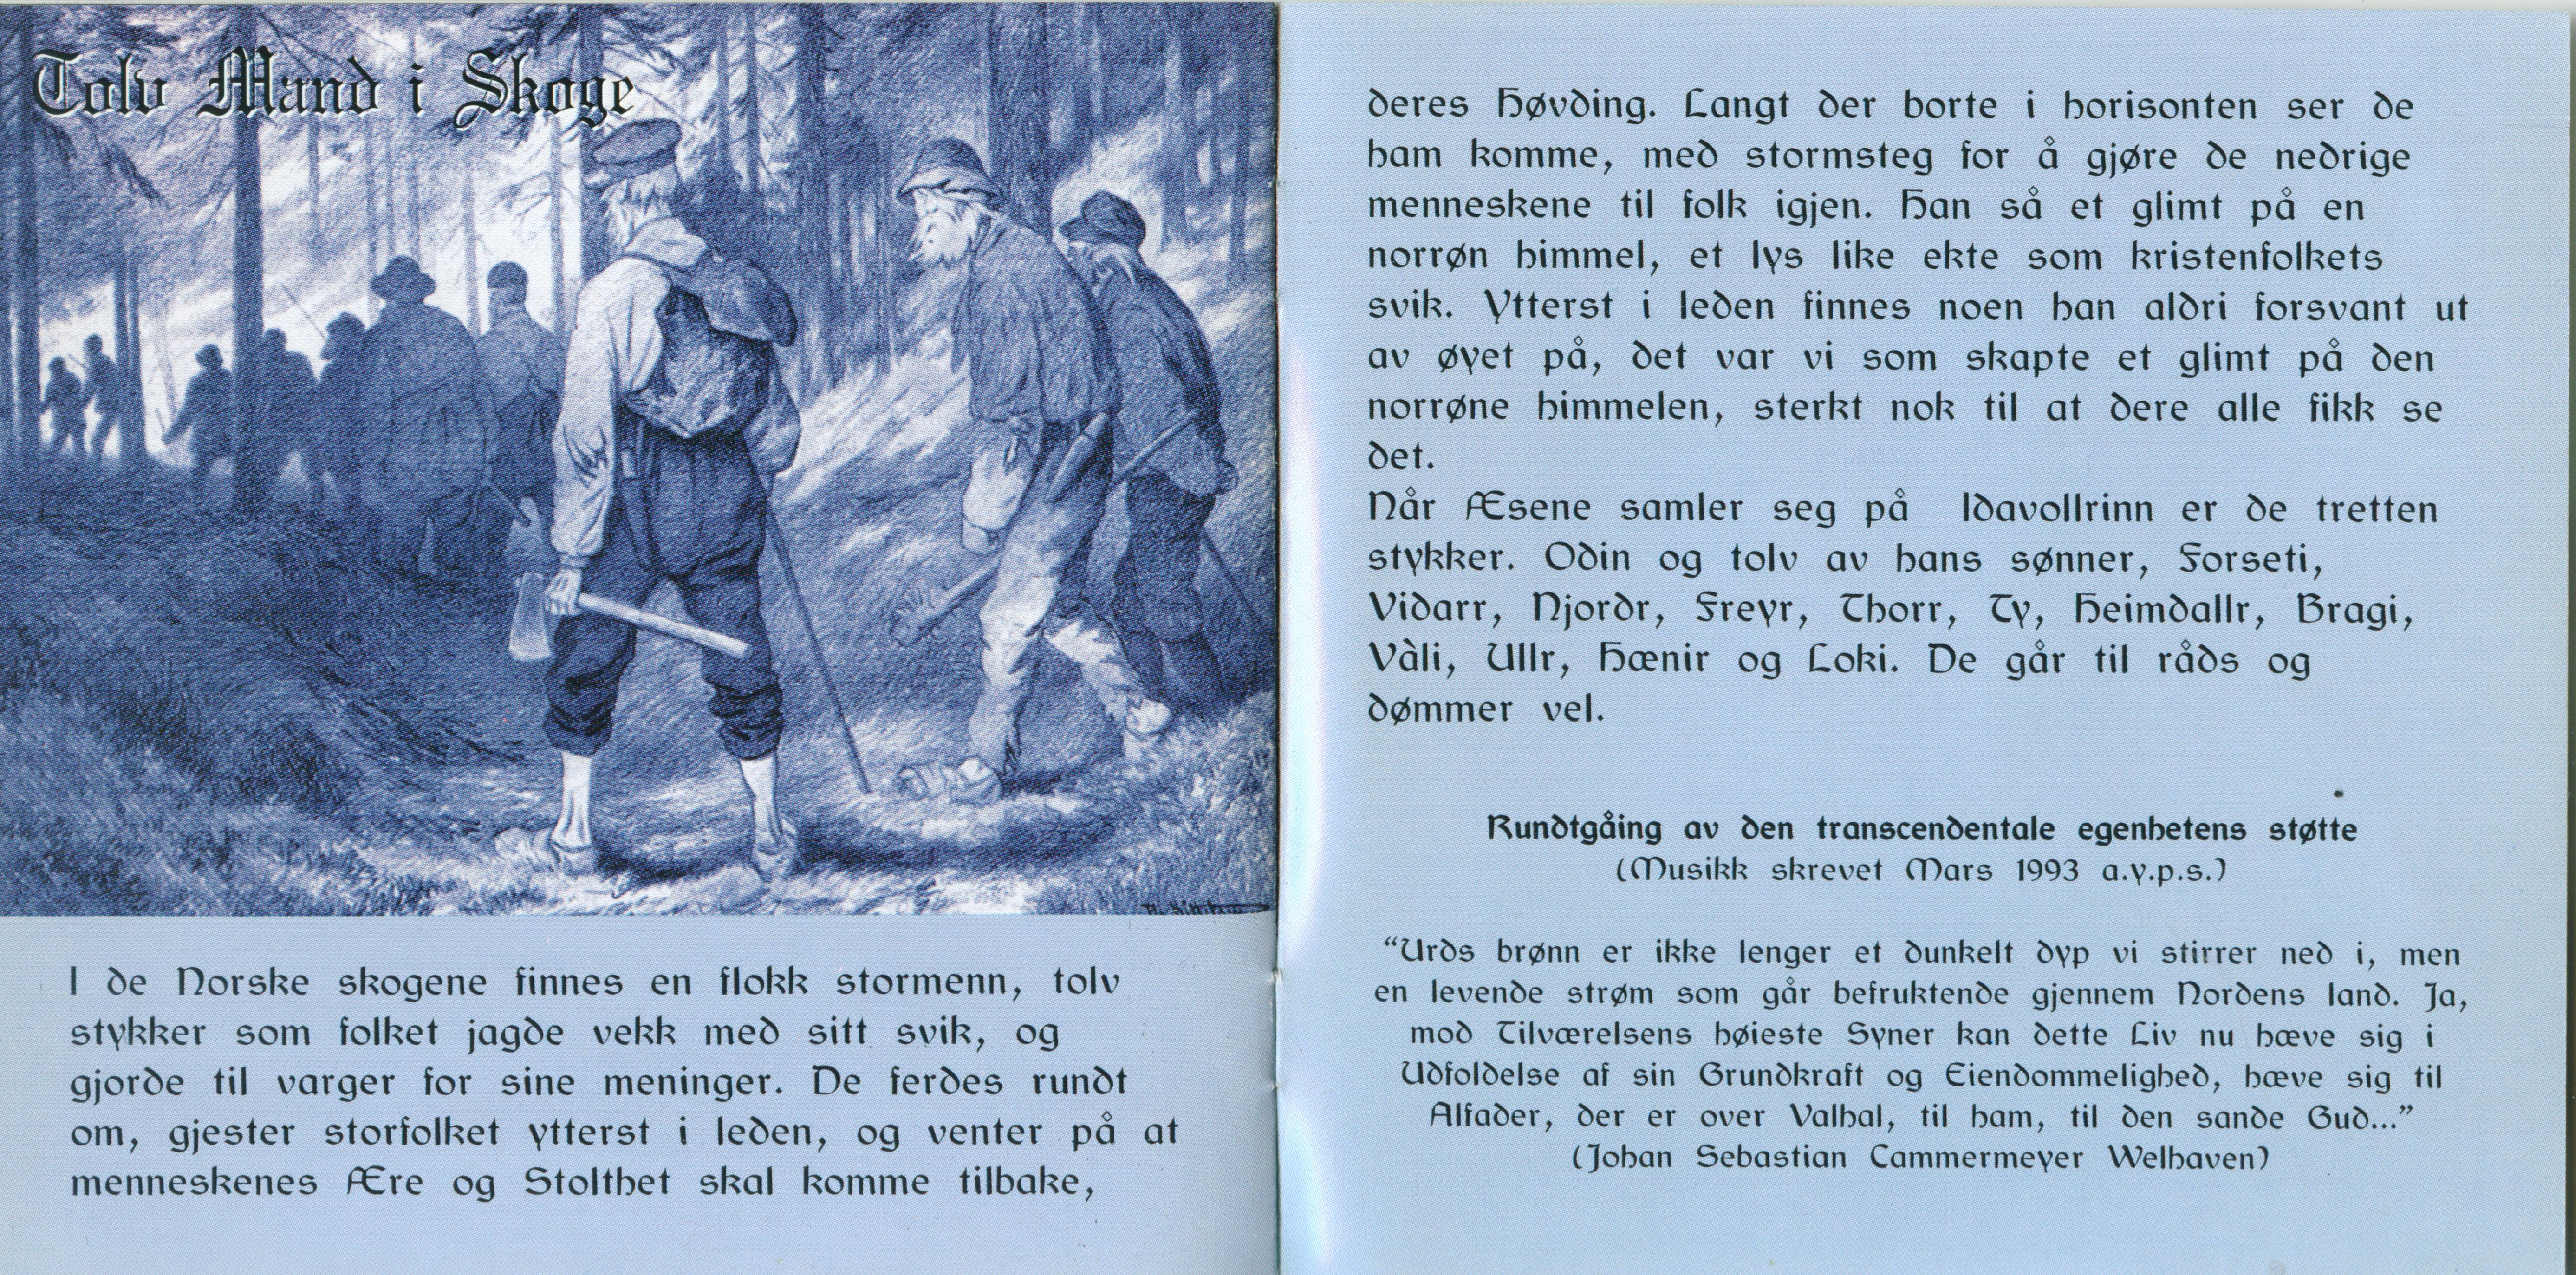 Tolv Mand i Skoge
I de Norske skogene finnes en flokk stormenn, tolv
stykker som folket jagde vekk med sitt svik, og
gjorde til varger for sine meninger. De ferdes rundt
om, gjester storfolket ytterst i leden, og venter på at
menneskenes Ære og Stolthet skal komme tilbake,
deres Høvding. Langt der borte i horisonten ser de
ham komme, med stormsteg for å gjøre de nedrige
menneskene til folk igjen. Han så et glimt på en
norrøn himmel, et lys like ekte som kristenfolkets
svik. Ytterst i leden finnes noen han aldri forsvant ut
av øyet på, det var vi som skapte et glimt på den
norrøne himmelen, sterkt nok til at dere alle fikk se
det.
Når Æsene samler seg på Idavollrinn er de tretten
stykker. Odin og tolv av hans sønner, Forseti,
Vidarr, Njordr, Freyr, Thorr, Ty, Heimdallr, Bragi,
Vàli, Ullr, Hænir og Loki. De går til råds og
dømmer vel.
Rundtgåing av den transcendentale egenhetens støtte
(Musikk skrevet Mars 1993 a.y.p.s.)
“Urds brønn er ikke lenger et dunkelt dyp vi stirrer ned i, men
en levende strøm som går befruktende gjennem Nordens land. Ja,
mod Tilværelsens høieste Syner kan dette Liv nu hæve sig i
Udfoldelse af sin Grundkraft og Eiendommelighed, hæve sig til
Alfader, der er over Valhal, til ham, til den sande Gud...”
(Johan Sebastian Cammermeyer Welhaven)